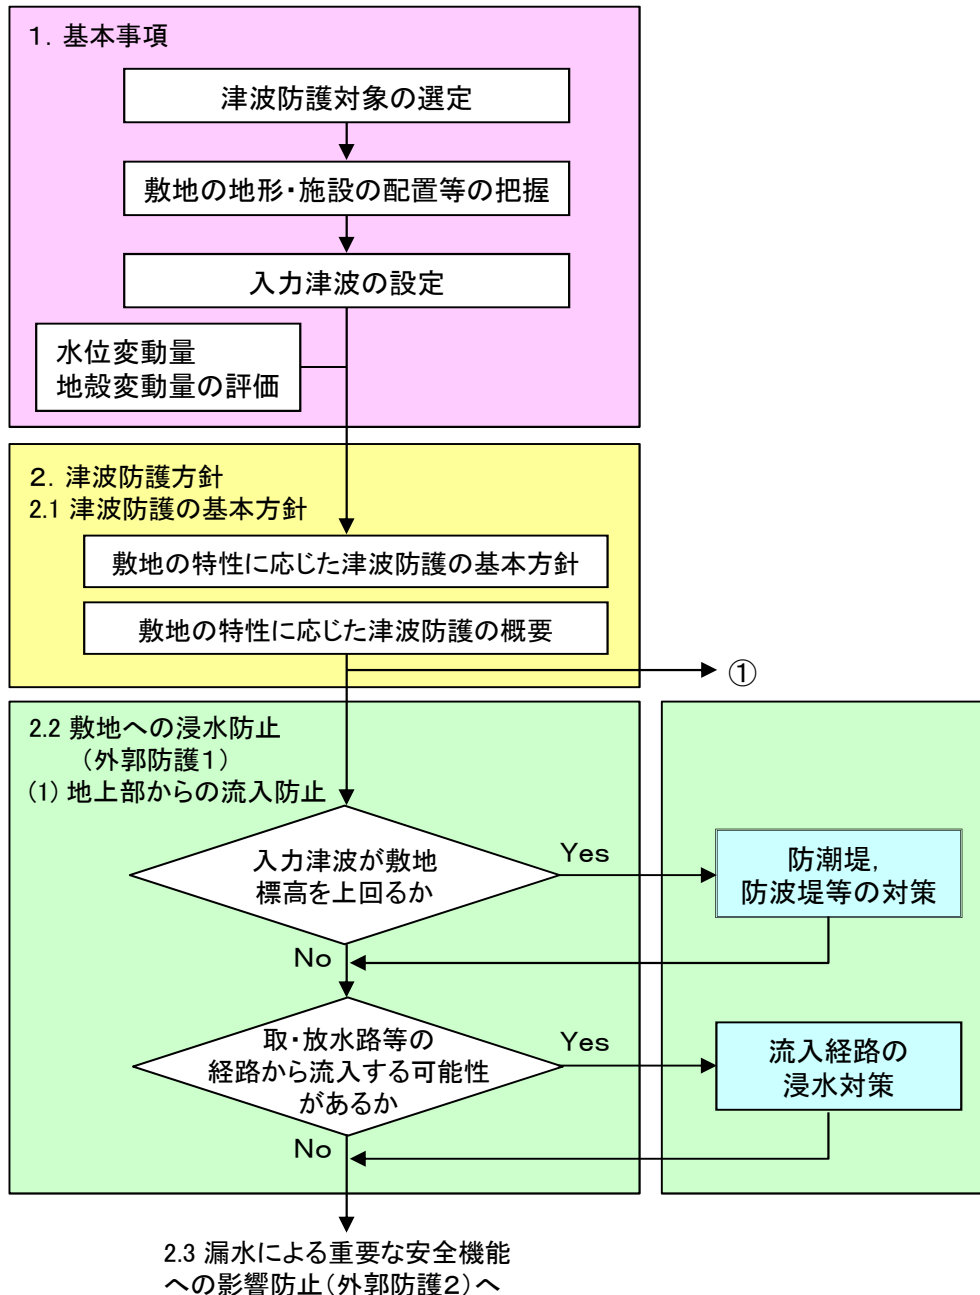 １．基本事項
津波防護対象の選定
敷地の地形・施設の配置等の把握
入力津波の設定
水位変動量
地殻変動量の評価
２．津波防護方針
2.1 津波防護の基本方針
敷地の特性に応じた津波防護の基本方針
敷地の特性に応じた津波防護の概要
①
2.2 敷地への浸水防止
（外郭防護１）
(1) 地上部からの流入防止
入力津波が敷地
標高を上回るか
Yes
防潮堤，
防波堤等の対策
No
取・放水路等の
経路から流入する可能性
があるか
Yes
流入経路の
浸水対策
No
2.3 漏水による重要な安全機能
への影響防止（外郭防護２）へ